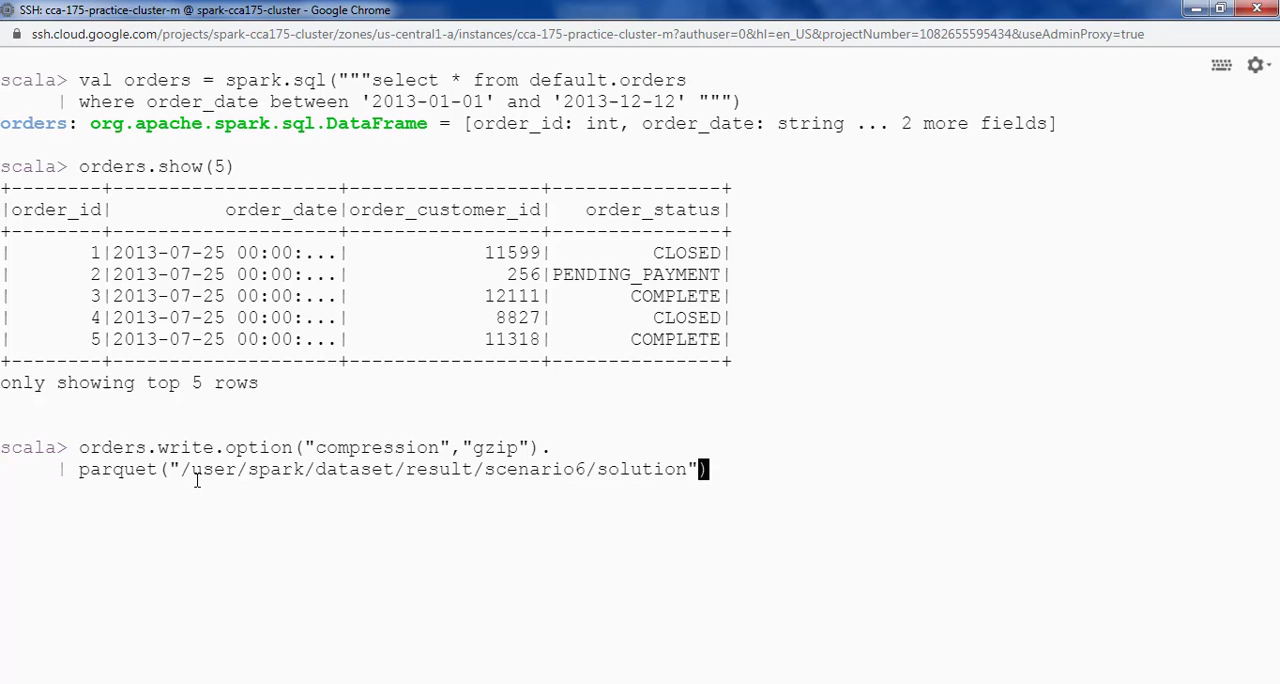 SSH: cca-175-practice-cluster-m @ spark-cca175-cluster - Google Chrome
ssh.cloud.google.com/projects/spark-cca175-cluster/zones/us-central1-a/instances/cca-175-practice-cluster-m?authuser=0&hl=en_US&projectNumber=1082655595434&useAdminProxy=true
scala> val orders = spark.sql("""select * from default.orders
     | where order_date between '2013-01-01' and '2013-12-12' """)
orders: org.apache.spark.sql.DataFrame = [order_id: int, order_date: string ... 2 more fields]
scala> orders.show(5)
+--------+--------------------+-----------------+---------------+
|order_id|          order_date|order_customer_id|   order_status|
+--------+--------------------+-----------------+---------------+
|       1|2013-07-25 00:00:...|            11599|         CLOSED|
|       2|2013-07-25 00:00:...|              256|PENDING_PAYMENT|
|       3|2013-07-25 00:00:...|            12111|       COMPLETE|
|       4|2013-07-25 00:00:...|             8827|         CLOSED|
|       5|2013-07-25 00:00:...|            11318|       COMPLETE|
+--------+--------------------+-----------------+---------------+
only showing top 5 rows
scala> orders.write.option("compression","gzip").
     | parquet("/user/spark/dataset/result/scenario6/solution")